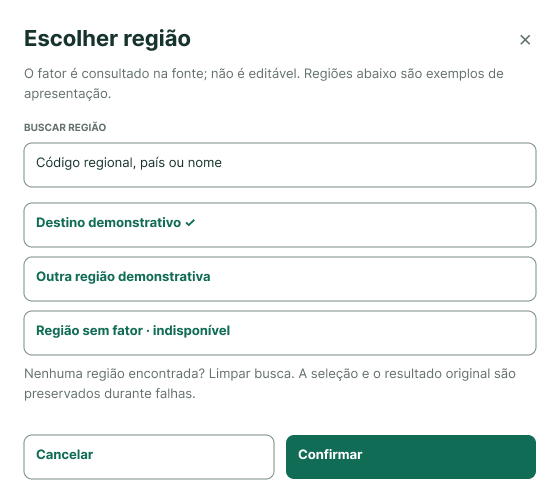 Escolher região
×
O fator é consultado na fonte; não é editável. Regiões abaixo são exemplos de
apresentação.
BUSCAR REGIÃO
Código regional, país ou nome
Destino demonstrativo ✓
Outra região demonstrativa
Região sem fator · indisponível
Nenhuma região encontrada? Limpar busca. A seleção e o resultado original são
preservados durante falhas.
Cancelar
Confirmar